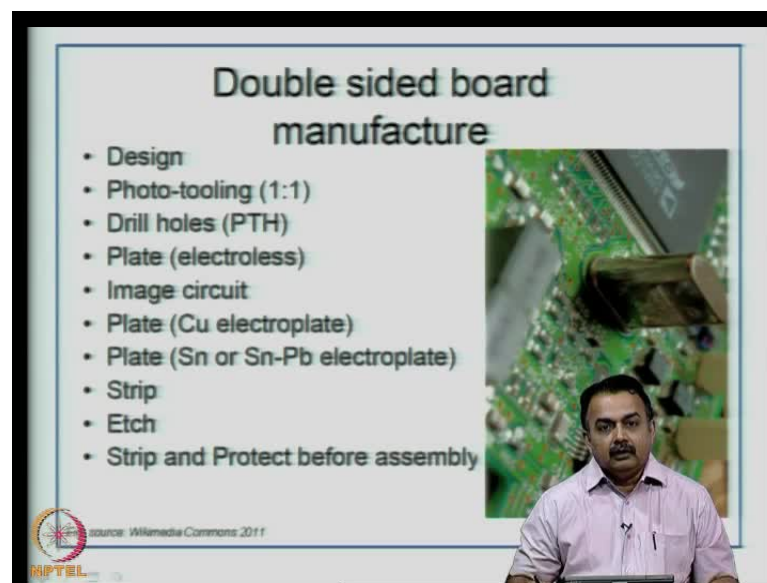 Double sided board
manufacture
• Design
• Photo-tooling (1:1)
• Drill holes (PTH)
• Plate (electroless)
• Image circuit
• Plate (Cu electroplate)
• Plate (Sn or Sn-Pb electroplate)
• Strip
• Etch
• Strip and Protect before assembly
source: Wikimedia Commons 2011
NPTEL